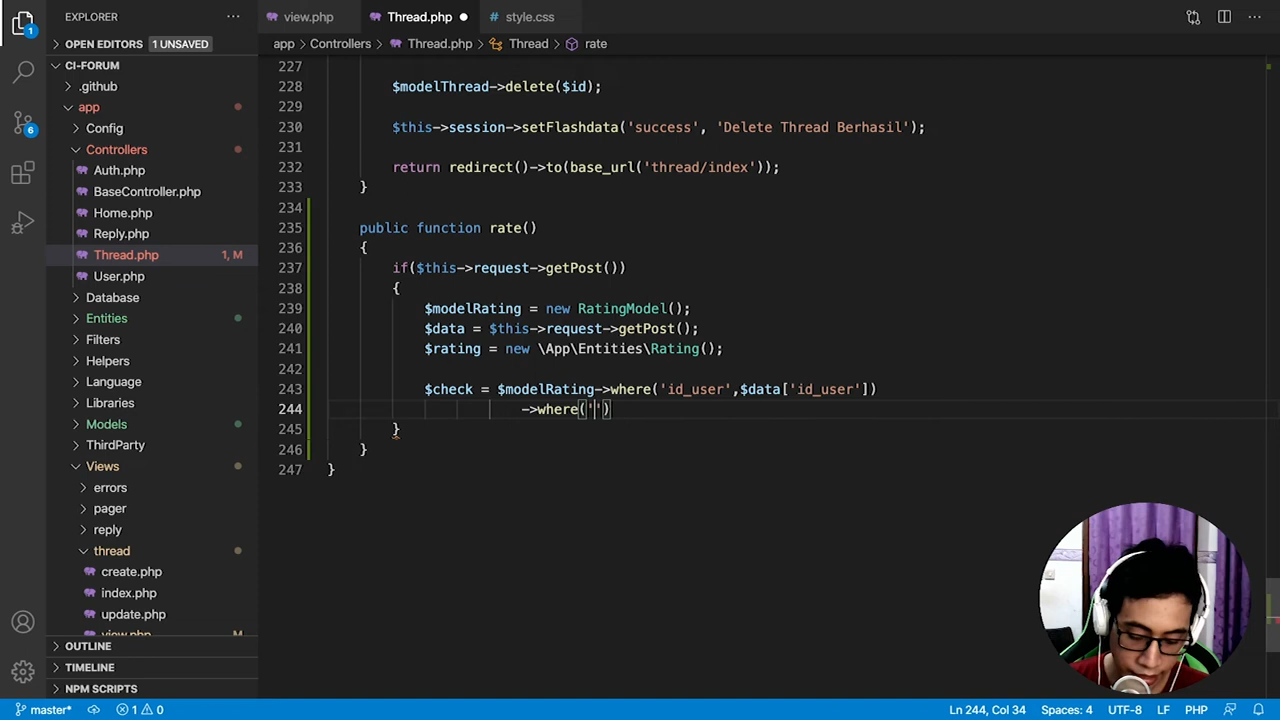 EXPLORER
view.php
Thread.php
style.css
1
OPEN EDITORS 1 UNSAVED
app > Controllers > Thread.php > Thread > rate
CI-FORUM
.github
app
Config
Controllers
Auth.php
BaseController.php
Home.php
Reply.php
Thread.php 1, M
User.php
Database
Entities
Filters
Helpers
Language
Libraries
Models
ThirdParty
Views
errors
pager
reply
thread
create.php
index.php
update.php
view.php M
OUTLINE
TIMELINE
NPM SCRIPTS
6
227
228 $modelThread->delete($id);
229
230 $this->session->setFlashdata('success', 'Delete Thread Berhasil');
231
232 return redirect()->to(base_url('thread/index'));
233 }
234
235 public function rate()
236 {
237 if($this->request->getPost())
238 {
239 $modelRating = new RatingModel();
240 $data = $this->request->getPost();
241 $rating = new \App\Entities\Rating();
242
243 $check = $modelRating->where('id_user',$data['id_user'])
244 ->where('')
245 }
246 }
247 }
master* 1 0 Ln 244, Col 34 Spaces: 4 UTF-8 LF PHP